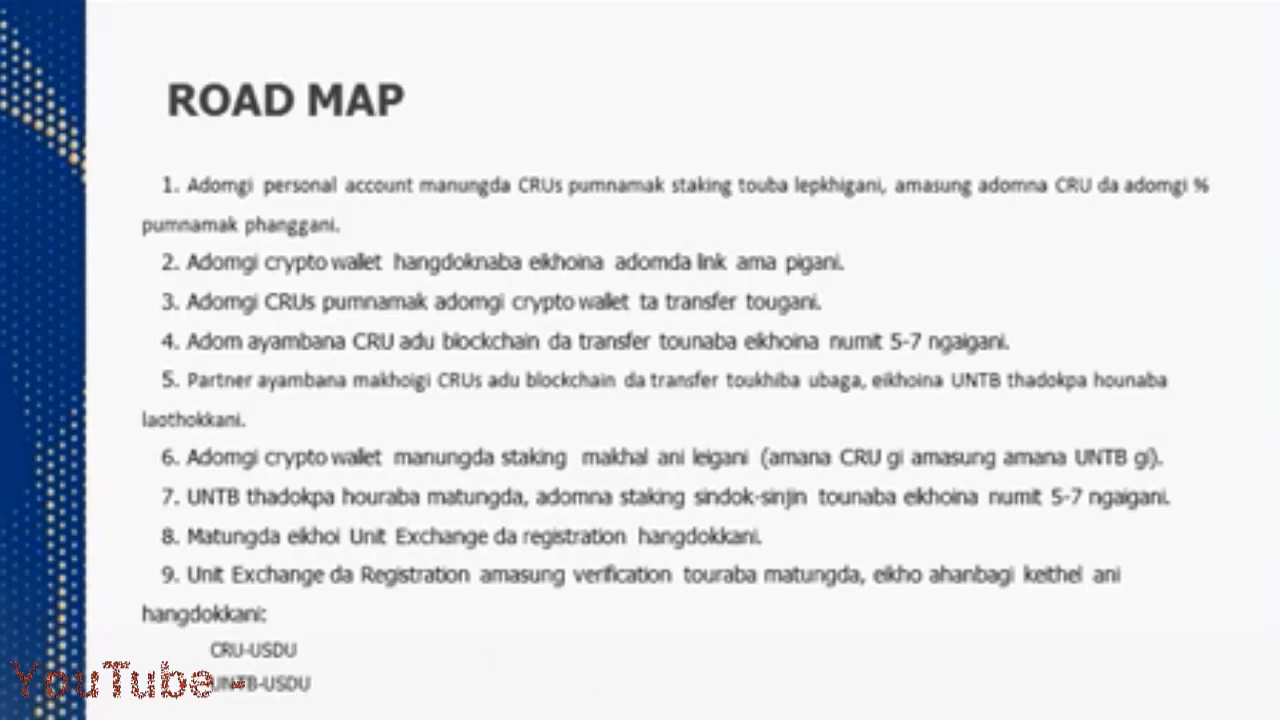 ROAD MAP
1. Adomgi personal account manungda CRUs pumnamak staking touba lepkhigani, amasung adomna CRU da adomgi %
pumnamak phanggani.
2. Adomgi crypto wallet hangdoknaba eikhoina adomda link ama pigani.
3. Adomgi CRUs pumnamak adomgi crypto wallet ta transfer tougani.
4. Adom ayambana CRU adu blockchain da transfer tounaba eikhoina numit 5-7 ngaigani.
5. Partner ayambana makhoigi CRUs adu blockchain da transfer toukhiba ubaga, eikhoina UNTB thadokpa hounaba
laothokkani.
6. Adomgi crypto wallet manungda staking makhal ani leigani (amana CRU gi amasung amana UNTB gi).
7. UNTB thadokpa houraba matungda, adomna staking sindok-sinjin tounaba eikhoina numit 5-7 ngaigani.
8. Matungda eikhoi Unit Exchange da registration hangdokkani.
9. Unit Exchange da Registration amasung verification touraba matungda, eikho ahanbagi keithel ani
hangdokkani:
CRU-USDU
UNTB-USDU
YouTube -